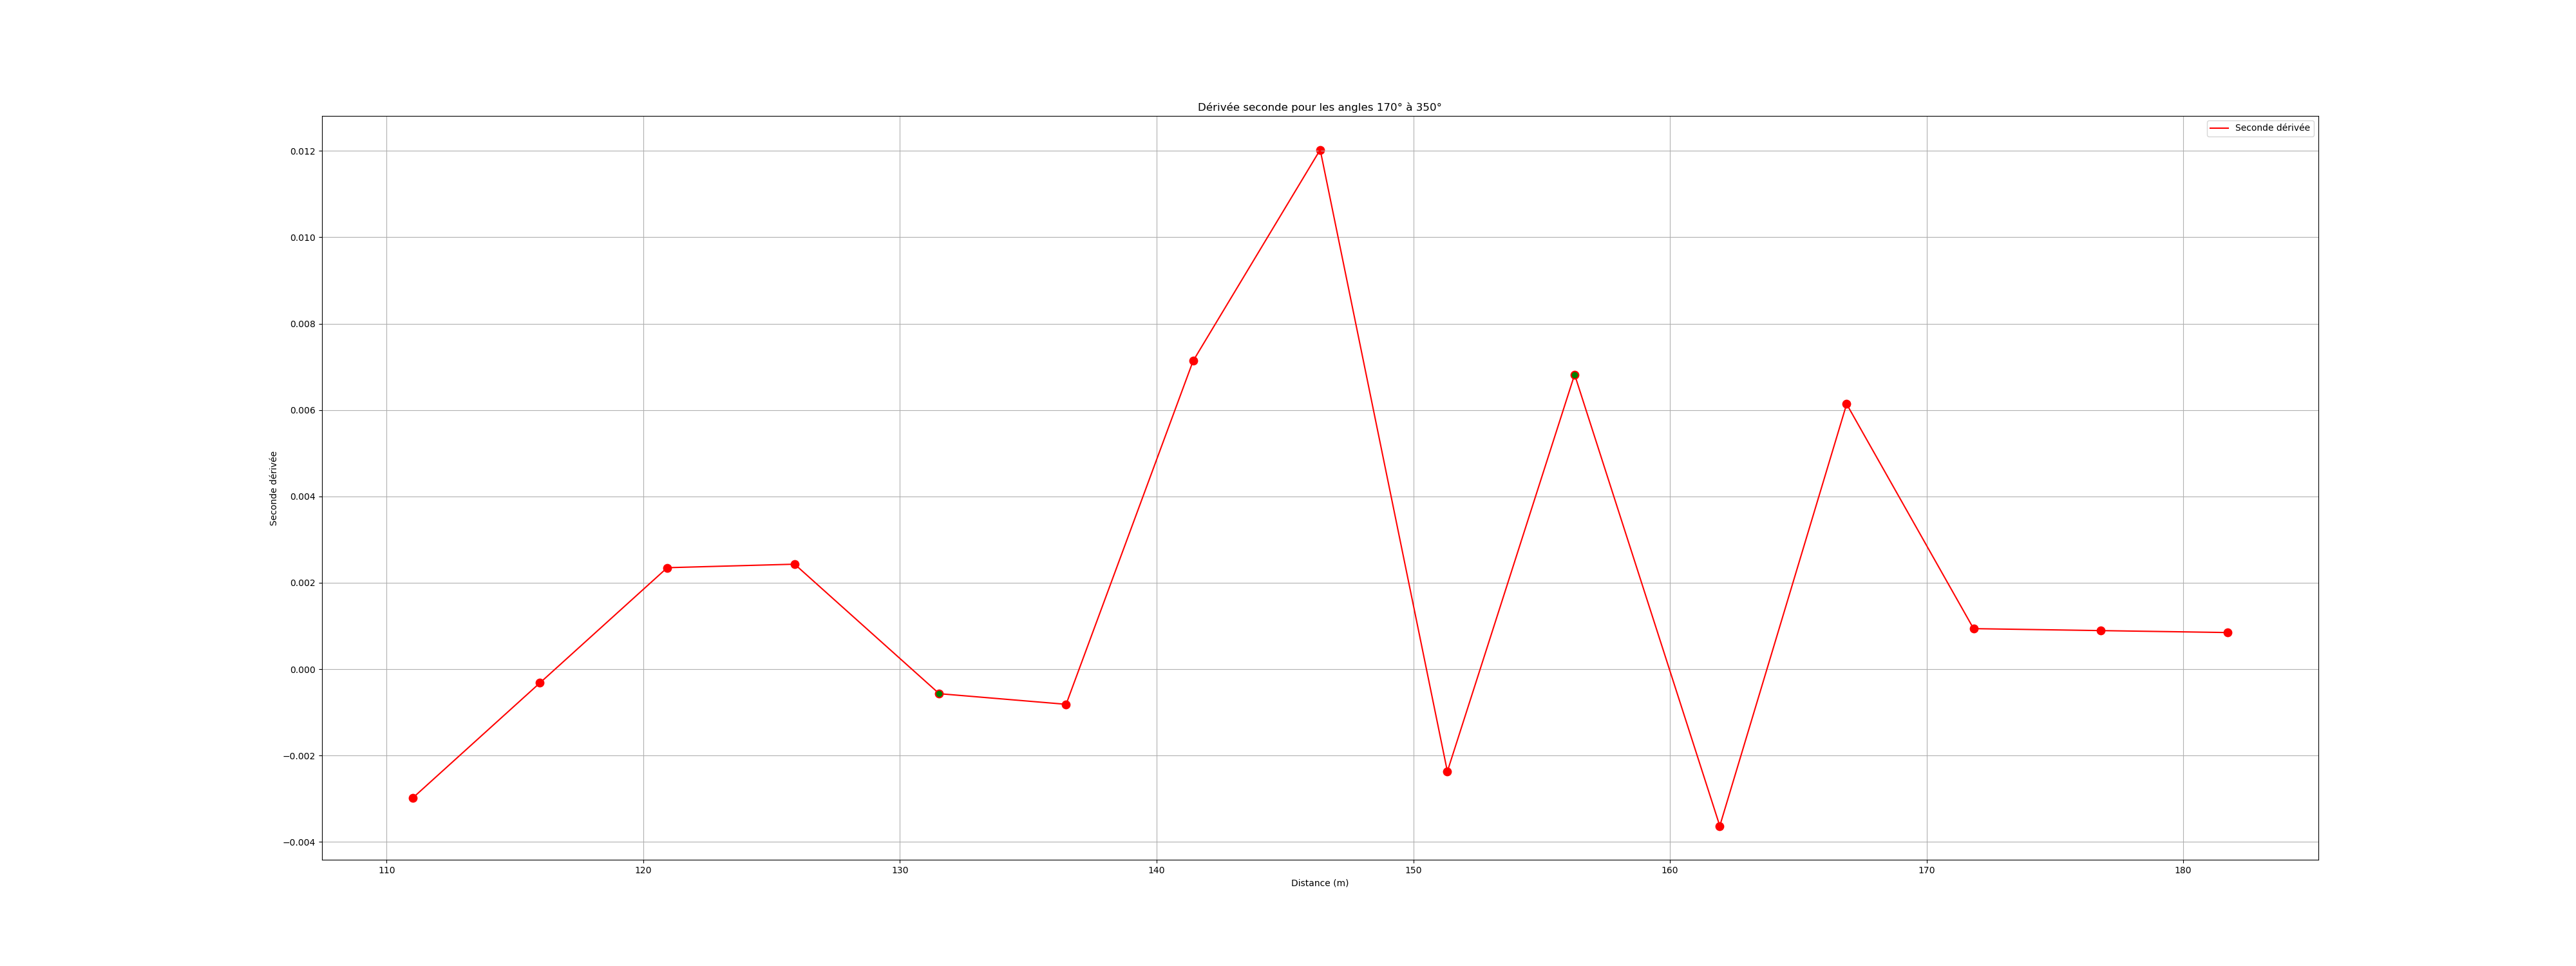 Dérivée seconde pour les angles 170° à 350°
Seconde dérivée
0.012
0.010
0.008
0.006
0.004
0.002
0.000
−0.002
−0.004
Seconde dérivée
110 120 130 140 150 160 170 180
Distance (m)